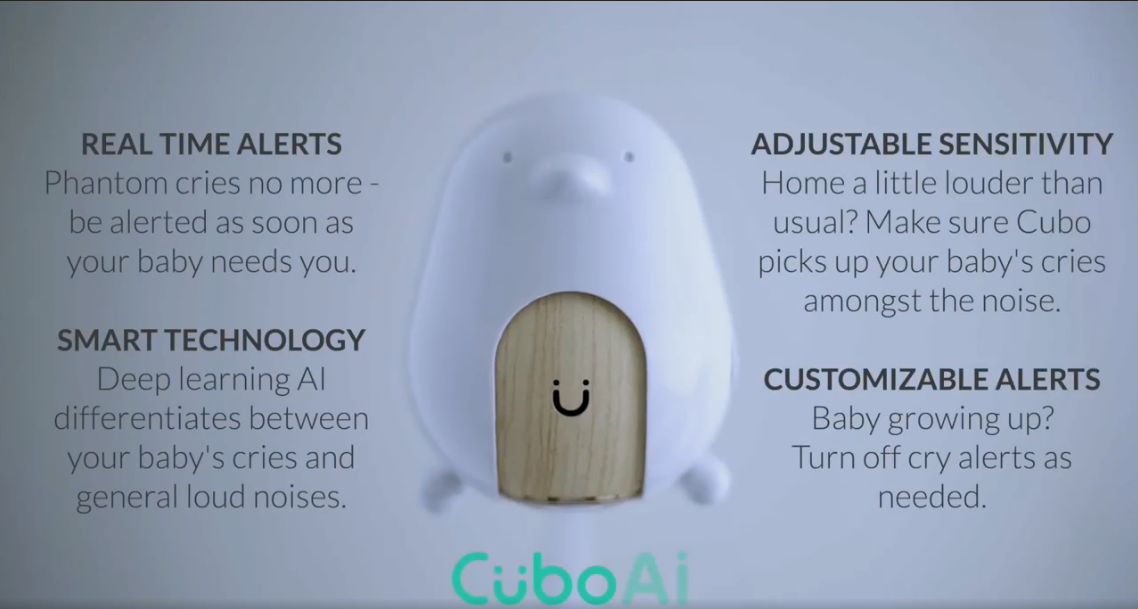 REAL TIME ALERTS
Phantom cries no more -
be alerted as soon as
your baby needs you.
SMART TECHNOLOGY
Deep learning AI
differentiates between
your baby's cries and
general loud noises.
ADJUSTABLE SENSITIVITY
Home a little louder than
usual? Make sure Cubo
picks up your baby's cries
amongst the noise.
CUSTOMIZABLE ALERTS
Baby growing up?
Turn off cry alerts as
needed.
CuboAi